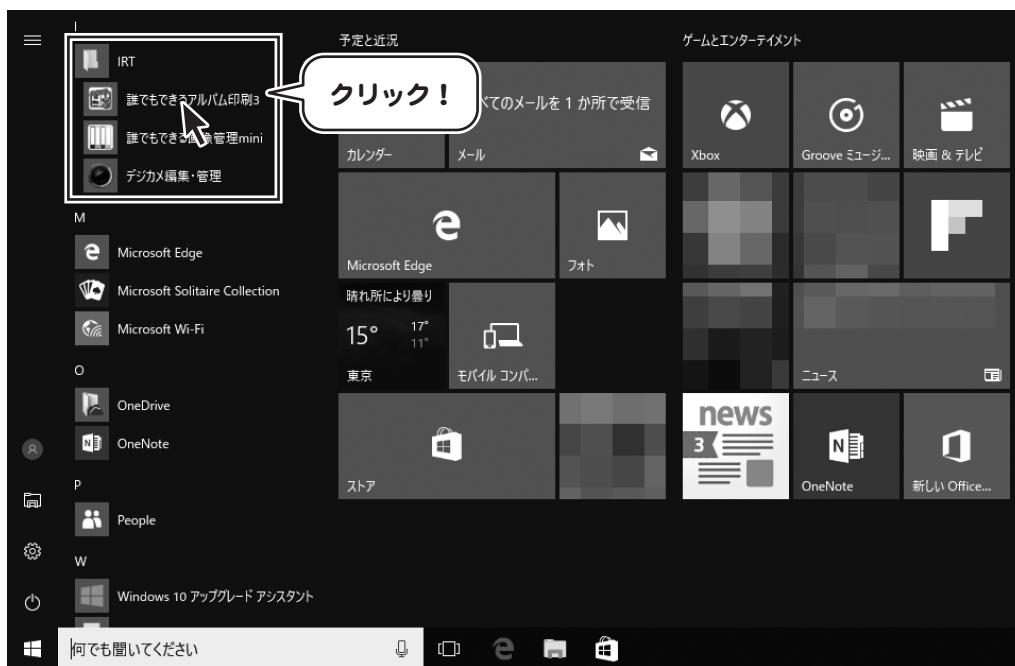 I
IRT
誰でもできるアルバム印刷3
誰でもできる画像管理mini
デジカメ編集・管理
クリック！
M
Microsoft Edge
Microsoft Solitaire Collection
Microsoft Wi-Fi
O
OneDrive
OneNote
P
People
W
Windows 10 アップグレード アシスタント
何でも聞いてください
予定と近況
べてのメールを 1 か所で受信
カレンダー
メール
Microsoft Edge
フォト
晴れ所により曇り
15° 17°
11°
東京
モバイル コンパ...
ストア
ゲームとエンターテイメント
Xbox
Groove ミュージ...
映画 & テレビ
ニュース
news
3
OneNote
新しい Office...